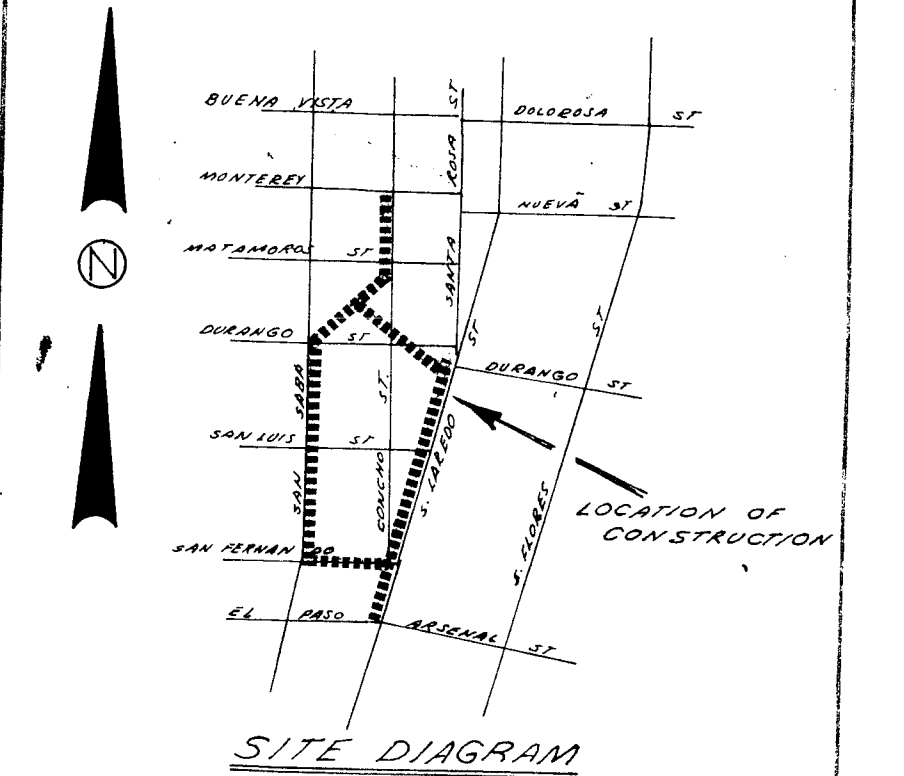 BUENA VISTA
DOLOROSA ST
SANTA ROSA ST
MONTEREY
NUEVA ST
MATAMOROS ST
N
DURANGO ST
ST
ST
DURANGO ST
SAN SABA
CONCHO ST.
SAN LUIS ST
S. LAREDO
S. FLORES
LOCATION OF
CONSTRUCTION
SAN FERNANDO
EL PASO
ARSENAL ST
SITE DIAGRAM